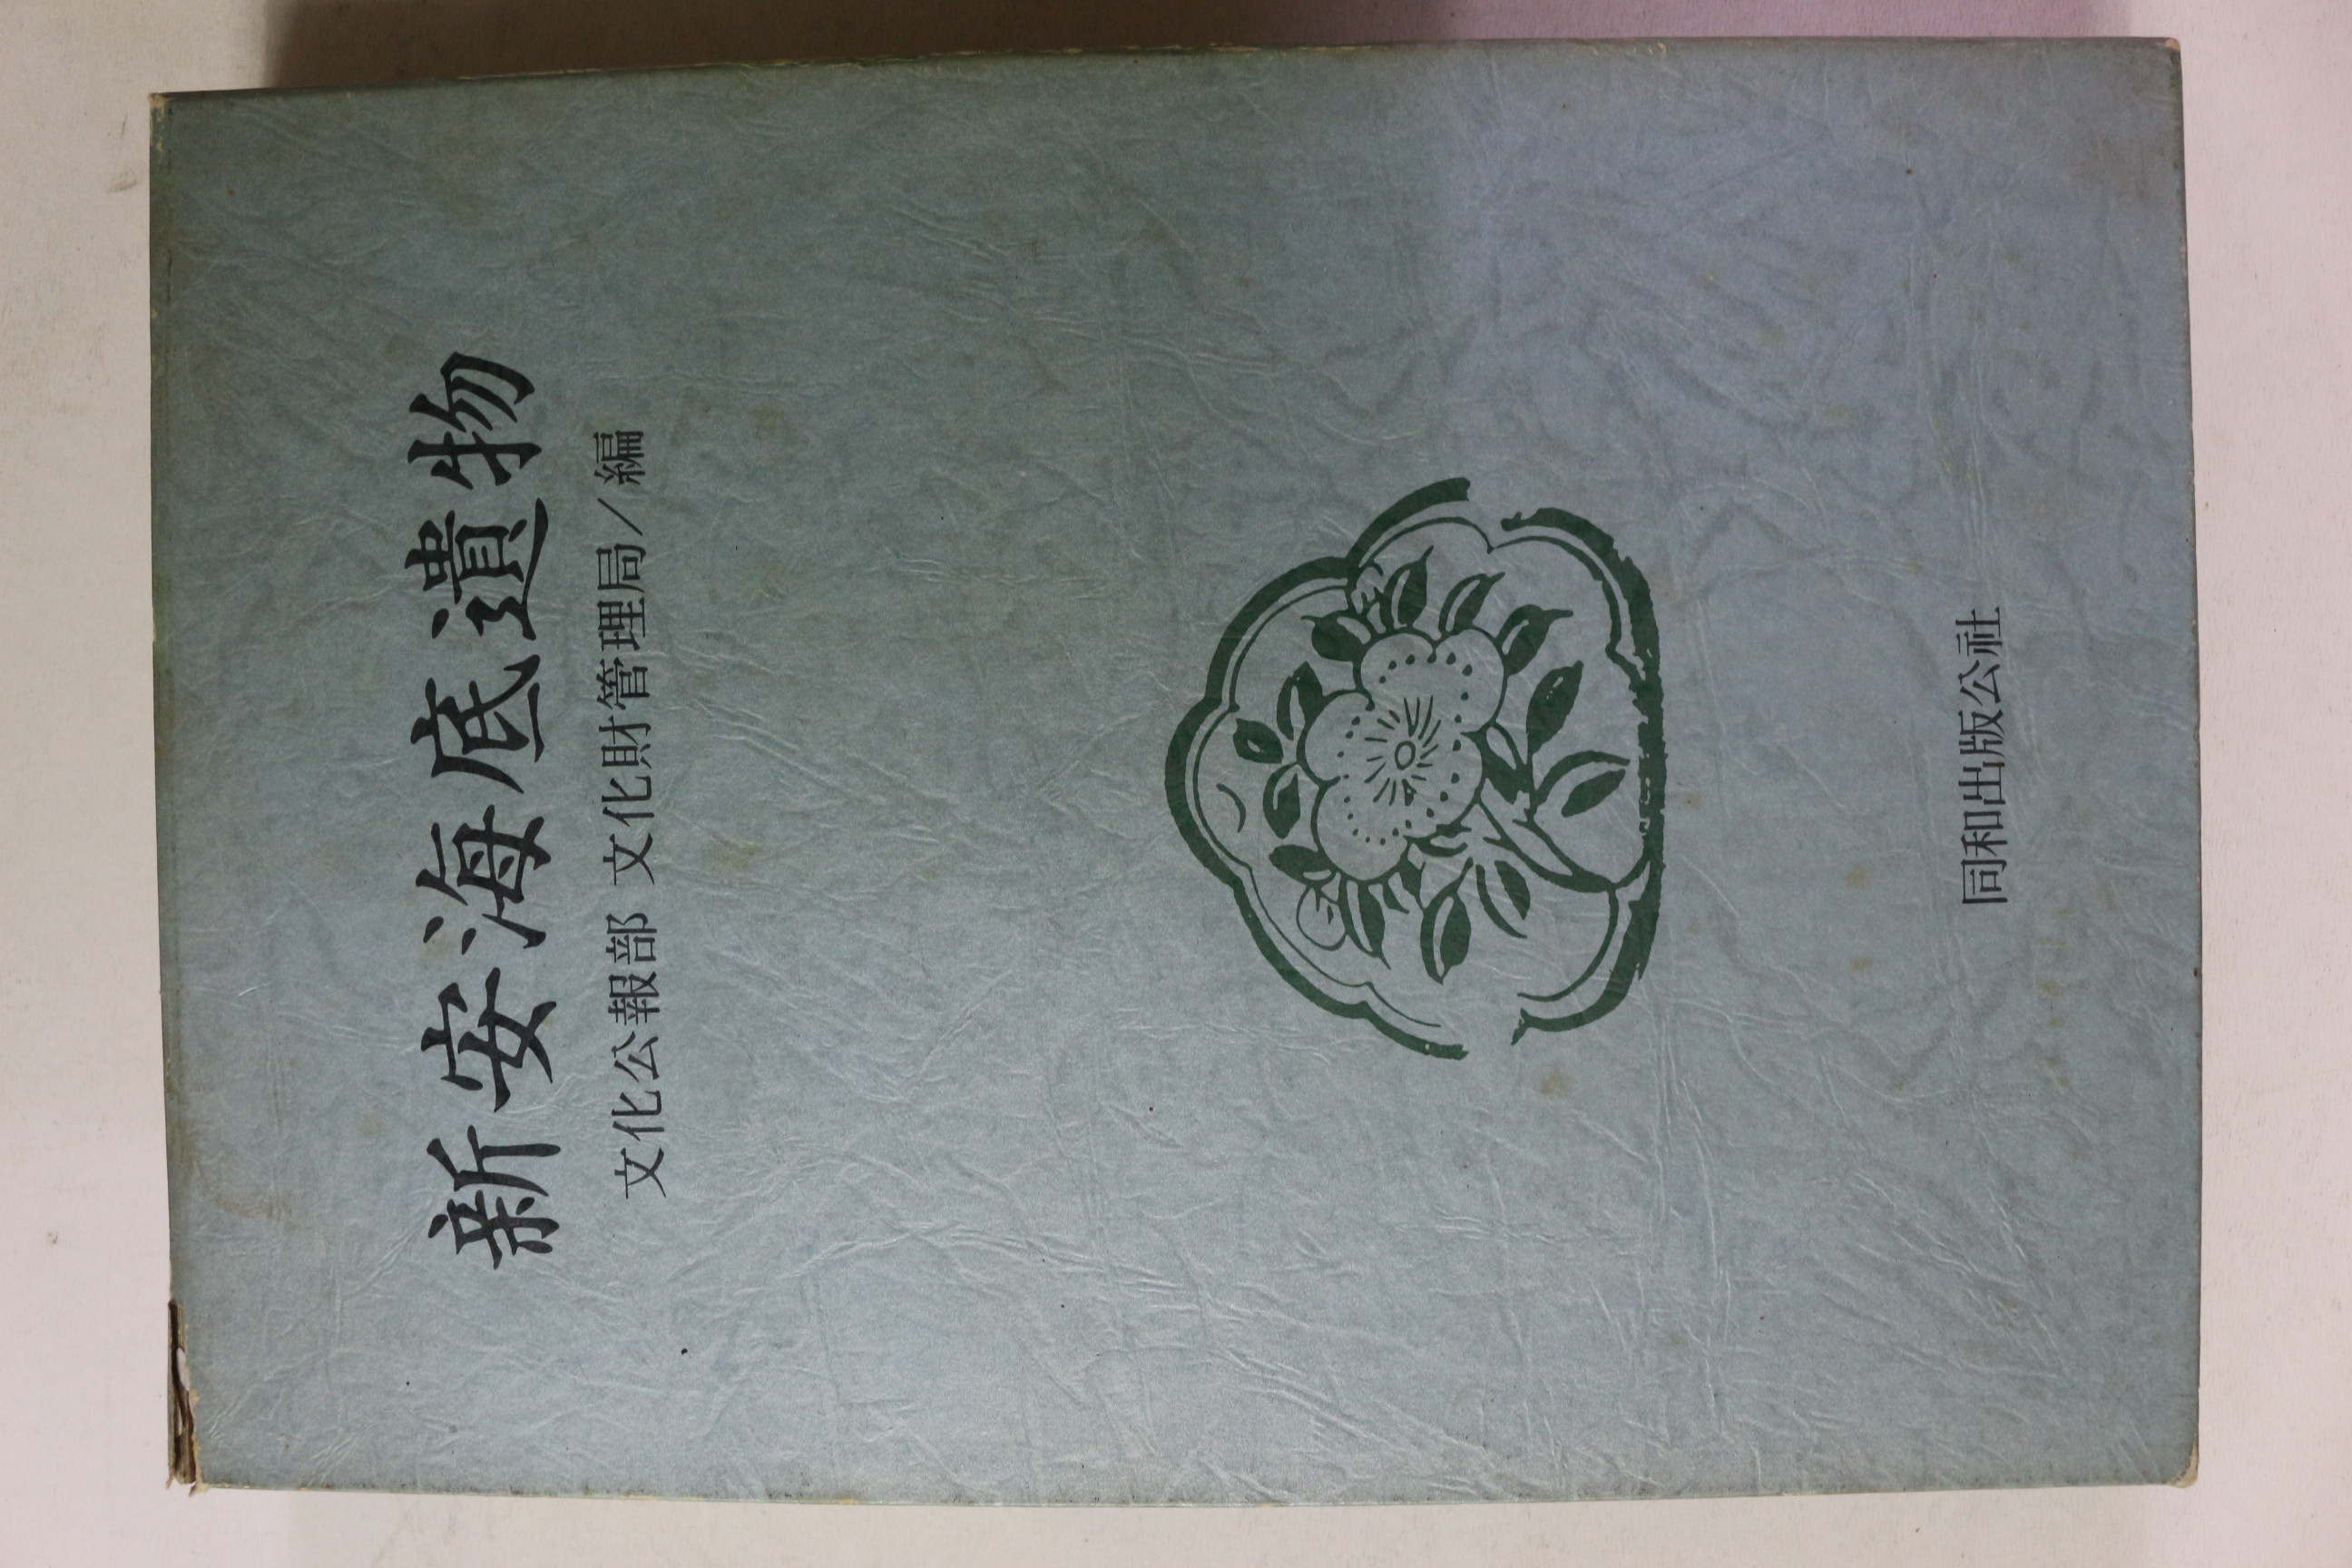 新安海底遺物
文化公報部 文化財管理局/編
同和出版公社